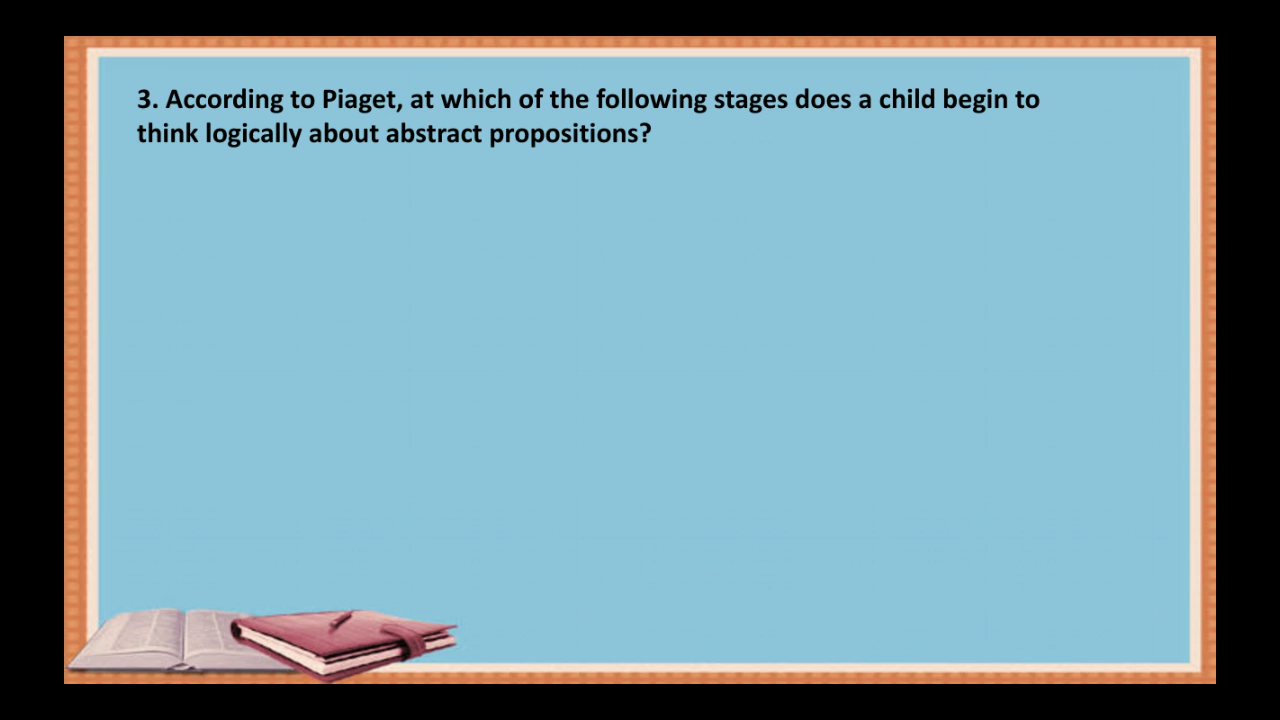 3. According to Piaget, at which of the following stages does a child begin to
think logically about abstract propositions?